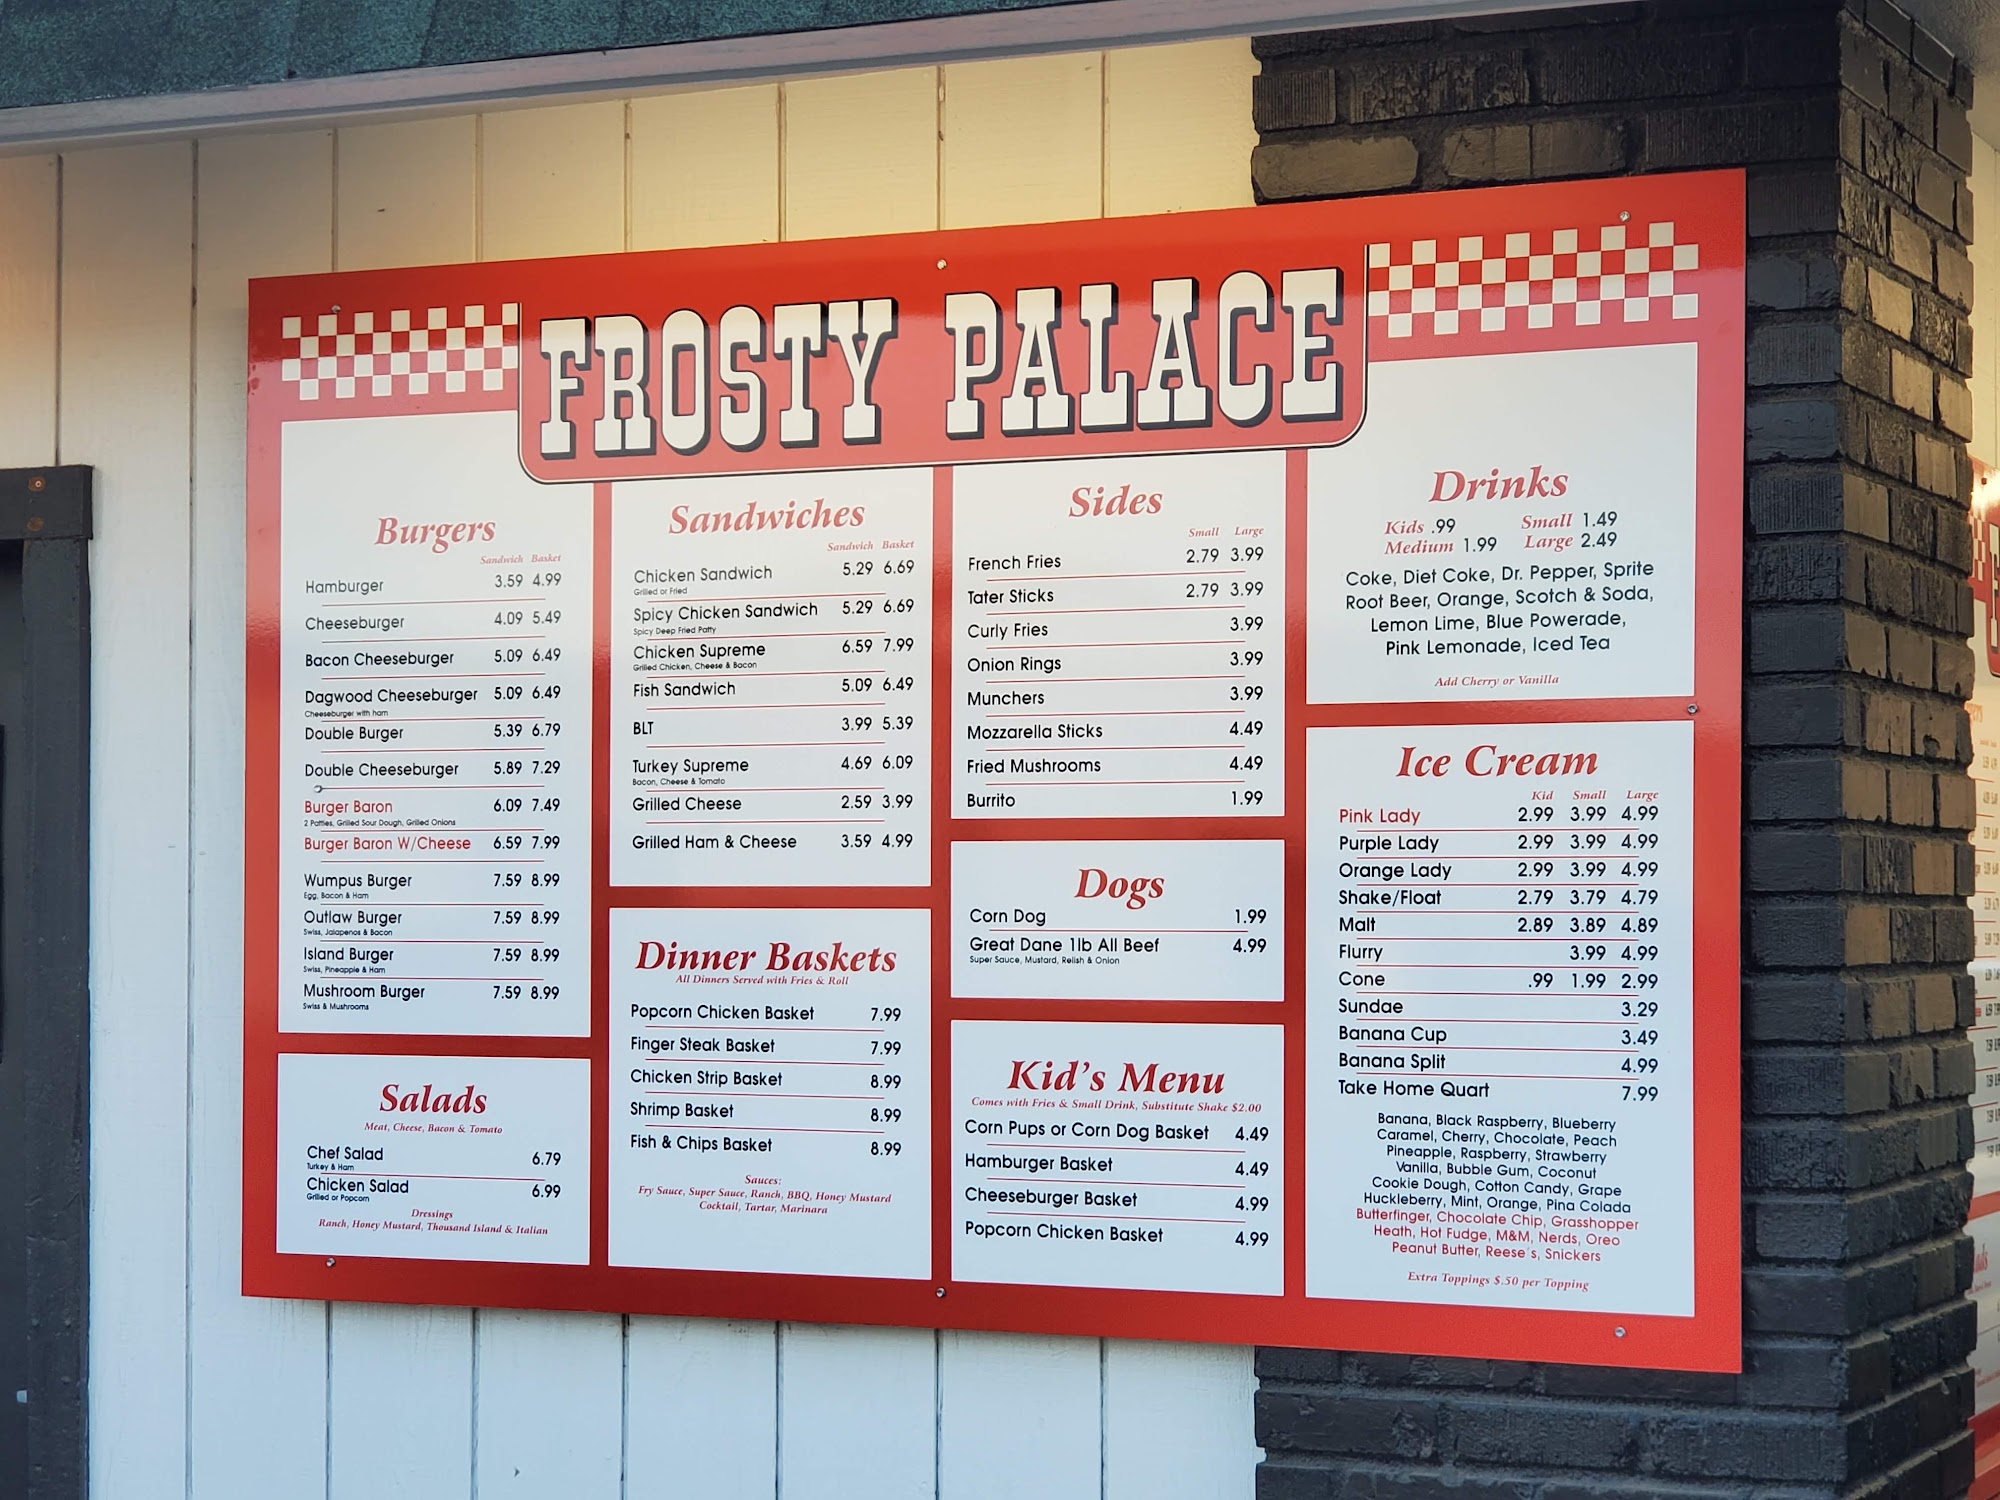 FROSTY PALACE
Burgers
Sandwich Basket
Hamburger 3.59 4.99
Cheeseburger 4.09 5.49
Bacon Cheeseburger 5.09 6.49
Dagwood Cheeseburger 5.09 6.49
Cheeseburger with ham
Double Burger 5.39 6.79
Double Cheeseburger 5.89 7.29
Burger Baron 6.09 7.49
2 Patties, Grilled Sour Dough, Grilled Onions
Burger Baron W/Cheese 6.59 7.99
Wumpus Burger 7.59 8.99
Egg, Bacon & Ham
Outlaw Burger 7.59 8.99
Swiss, Jalapenos & Bacon
Island Burger 7.59 8.99
Swiss, Pineapple & Ham
Mushroom Burger 7.59 8.99
Swiss & Mushrooms
Salads
Meat, Cheese, Bacon & Tomato
Chef Salad 6.79
Turkey & Ham
Chicken Salad 6.99
Grilled or Popcorn
Dressings
Ranch, Honey Mustard, Thousand Island & Italian
Sandwiches
Sandwich Basket
Chicken Sandwich 5.29 6.69
Grilled or Fried
Spicy Chicken Sandwich 5.29 6.69
Spicy Deep Fried Patty
Chicken Supreme 6.59 7.99
Grilled Chicken, Cheese & Bacon
Fish Sandwich 5.09 6.49
BLT 3.99 5.39
Turkey Supreme 4.69 6.09
Bacon, Cheese & Tomato
Grilled Cheese 2.59 3.99
Grilled Ham & Cheese 3.59 4.99
Dinner Baskets
All Dinners Served with Fries & Roll
Popcorn Chicken Basket 7.99
Finger Steak Basket 7.99
Chicken Strip Basket 8.99
Shrimp Basket 8.99
Fish & Chips Basket 8.99
Sauces:
Fry Sauce, Super Sauce, Ranch, BBQ, Honey Mustard
Cocktail, Tartar, Marinara
Sides
Small Large
French Fries 2.79 3.99
Tater Sticks 2.79 3.99
Curly Fries 3.99
Onion Rings 3.99
Munchers 3.99
Mozzarella Sticks 4.49
Fried Mushrooms 4.49
Burrito 1.99
Dogs
Corn Dog 1.99
Great Dane 1lb All Beef 4.99
Super Sauce, Mustard, Relish & Onion
Kid's Menu
Comes with Fries & Small Drink, Substitute Shake $2.00
Corn Pups or Corn Dog Basket 4.49
Hamburger Basket 4.49
Cheeseburger Basket 4.99
Popcorn Chicken Basket 4.99
Drinks
Kids .99 Small 1.49
Medium 1.99 Large 2.49
Coke, Diet Coke, Dr. Pepper, Sprite
Root Beer, Orange, Scotch & Soda,
Lemon Lime, Blue Powerade,
Pink Lemonade, Iced Tea
Add Cherry or Vanilla
Ice Cream
Kid Small Large
Pink Lady 2.99 3.99 4.99
Purple Lady 2.99 3.99 4.99
Orange Lady 2.99 3.99 4.99
Shake/Float 2.79 3.79 4.79
Malt 2.89 3.89 4.89
Flurry 3.99 4.99
Cone .99 1.99 2.99
Sundae 3.29
Banana Cup 3.49
Banana Split 4.99
Take Home Quart 7.99
Banana, Black Raspberry, Blueberry
Caramel, Cherry, Chocolate, Peach
Pineapple, Raspberry, Strawberry
Vanilla, Bubble Gum, Coconut
Cookie Dough, Cotton Candy, Grape
Huckleberry, Mint, Orange, Pina Colada
Butterfinger, Chocolate Chip, Grasshopper
Heath, Hot Fudge, M&M, Nerds, Oreo
Peanut Butter, Reese's, Snickers
Extra Toppings $.50 per Topping